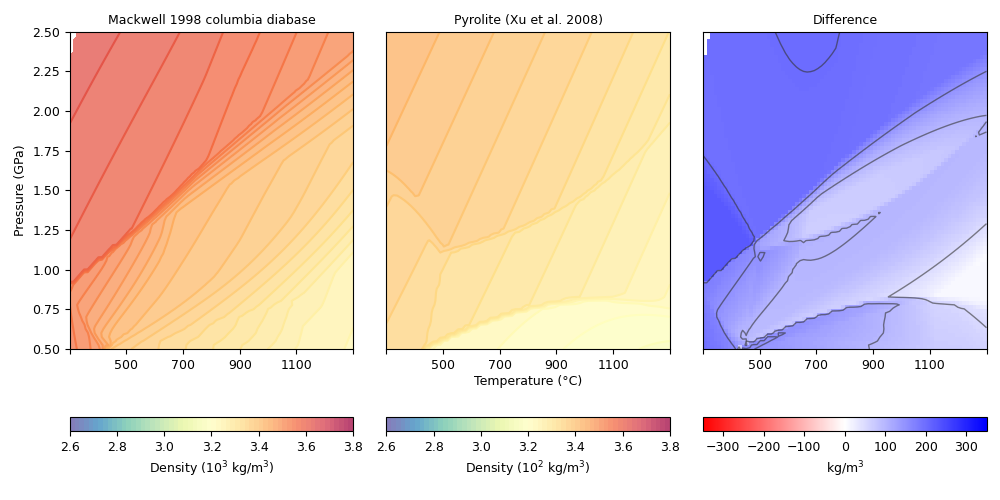 Mackwell 1998 columbia diabase
Pyrolite (Xu et al. 2008)
Difference
2.50
2.25
2.00
1.75
1.50
1.25
1.00
0.75
0.50
Pressure (GPa)
500 700 900 1100
500 700 900 1100
500 700 900 1100
Temperature (°C)
2.6 2.8 3.0 3.2 3.4 3.6 3.8
2.6 2.8 3.0 3.2 3.4 3.6 3.8
−300 −200 −100 0 100 200 300
Density (10³ kg/m³)
Density (10² kg/m³)
kg/m³